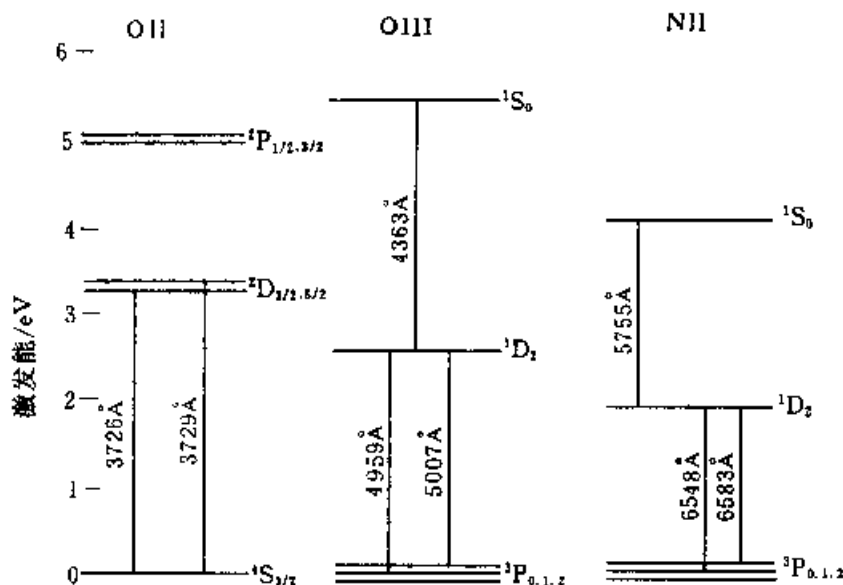 OII OIII NII
6
¹S₀
²P₁/₂,₃/₂
5
¹S₀
4
4363Å
²D₃/₂,₅/₂
3
5755Å
¹D₂
激发能/eV
2
¹D₂
3726Å 3729Å
4959Å 5007Å
6548Å 6583Å
1
0
⁴S₃/₂ ³P₀,₁,₂ ³P₀,₁,₂